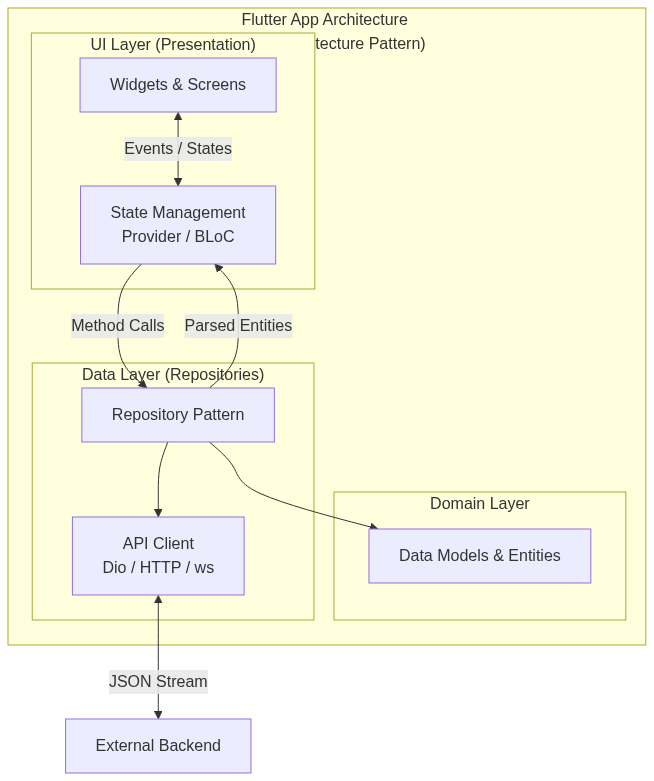 Flutter App Architecture
tecture Pattern)
UI Layer (Presentation)
Widgets & Screens
Events / States
State Management
Provider / BLoC
Method Calls
Parsed Entities
Data Layer (Repositories)
Repository Pattern
Domain Layer
API Client
Dio / HTTP / ws
Data Models & Entities
JSON Stream
External Backend